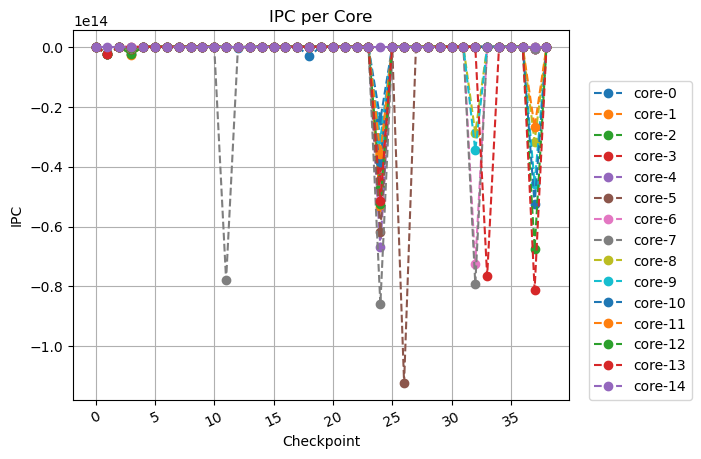 IPC per Core
1e14
0.0
−0.2
−0.4
−0.6
−0.8
−1.0
IPC
0 5 10 15 20 25 30 35
Checkpoint
core-0
core-1
core-2
core-3
core-4
core-5
core-6
core-7
core-8
core-9
core-10
core-11
core-12
core-13
core-14